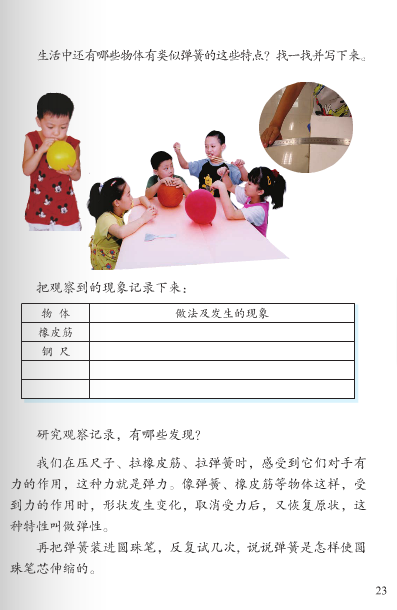 生活中还有哪些物体有类似弹簧的这些特点？找一找并写下来。
把观察到的现象记录下来：
物 体 做法及发生的现象
橡皮筋
钢 尺
研究观察记录，有哪些发现？
我们在压尺子、拉橡皮筋、拉弹簧时，感受到它们对手有
力的作用，这种力就是弹力。像弹簧、橡皮筋等物体这样，受
到力的作用时，形状发生变化，取消受力后，又恢复原状，这
种特性叫做弹性。
再把弹簧装进圆珠笔，反复试几次，说说弹簧是怎样使圆
珠笔芯伸缩的。
23